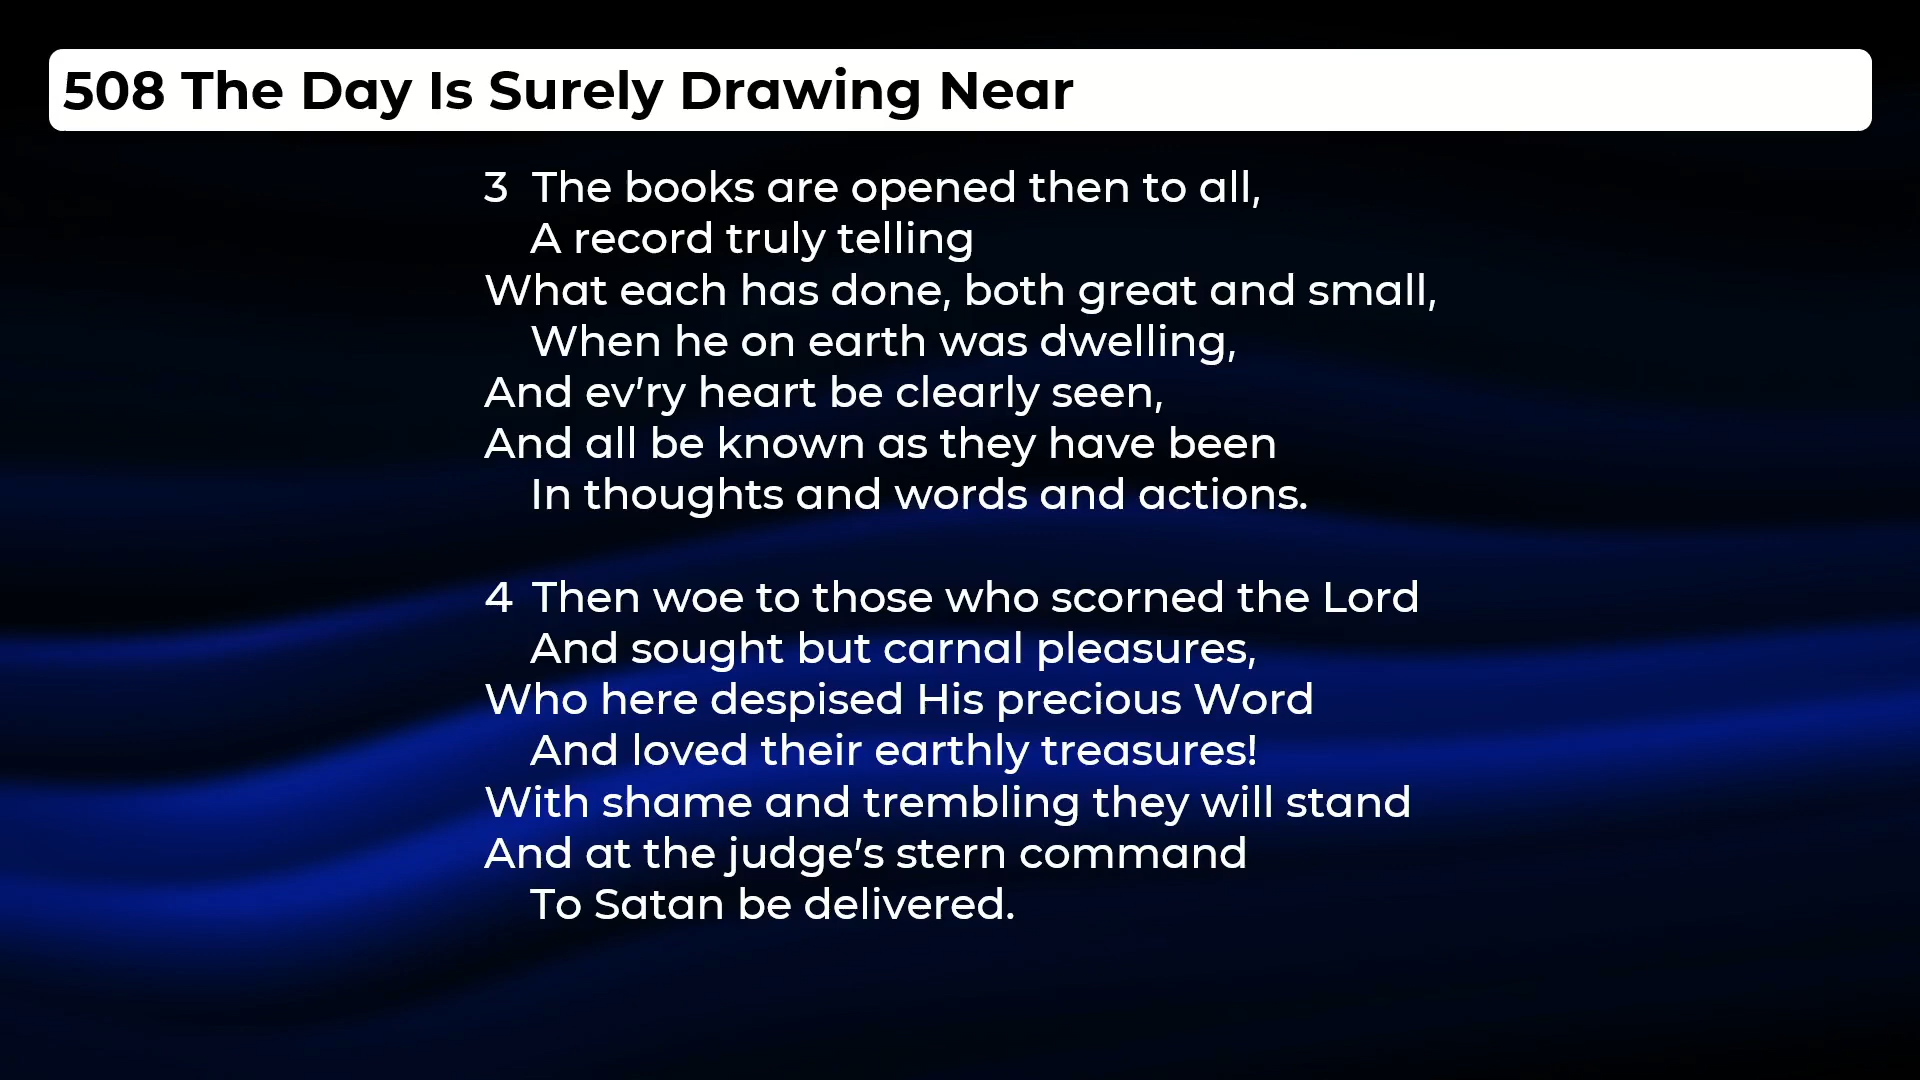 508 The Day Is Surely Drawing Near
3 The books are opened then to all,
A record truly telling
What each has done, both great and small,
When he on earth was dwelling,
And ev'ry heart be clearly seen,
And all be known as they have been
In thoughts and words and actions.
4 Then woe to those who scorned the Lord
And sought but carnal pleasures,
Who here despised His precious Word
And loved their earthly treasures!
With shame and trembling they will stand
And at the judge's stern command
To Satan be delivered.